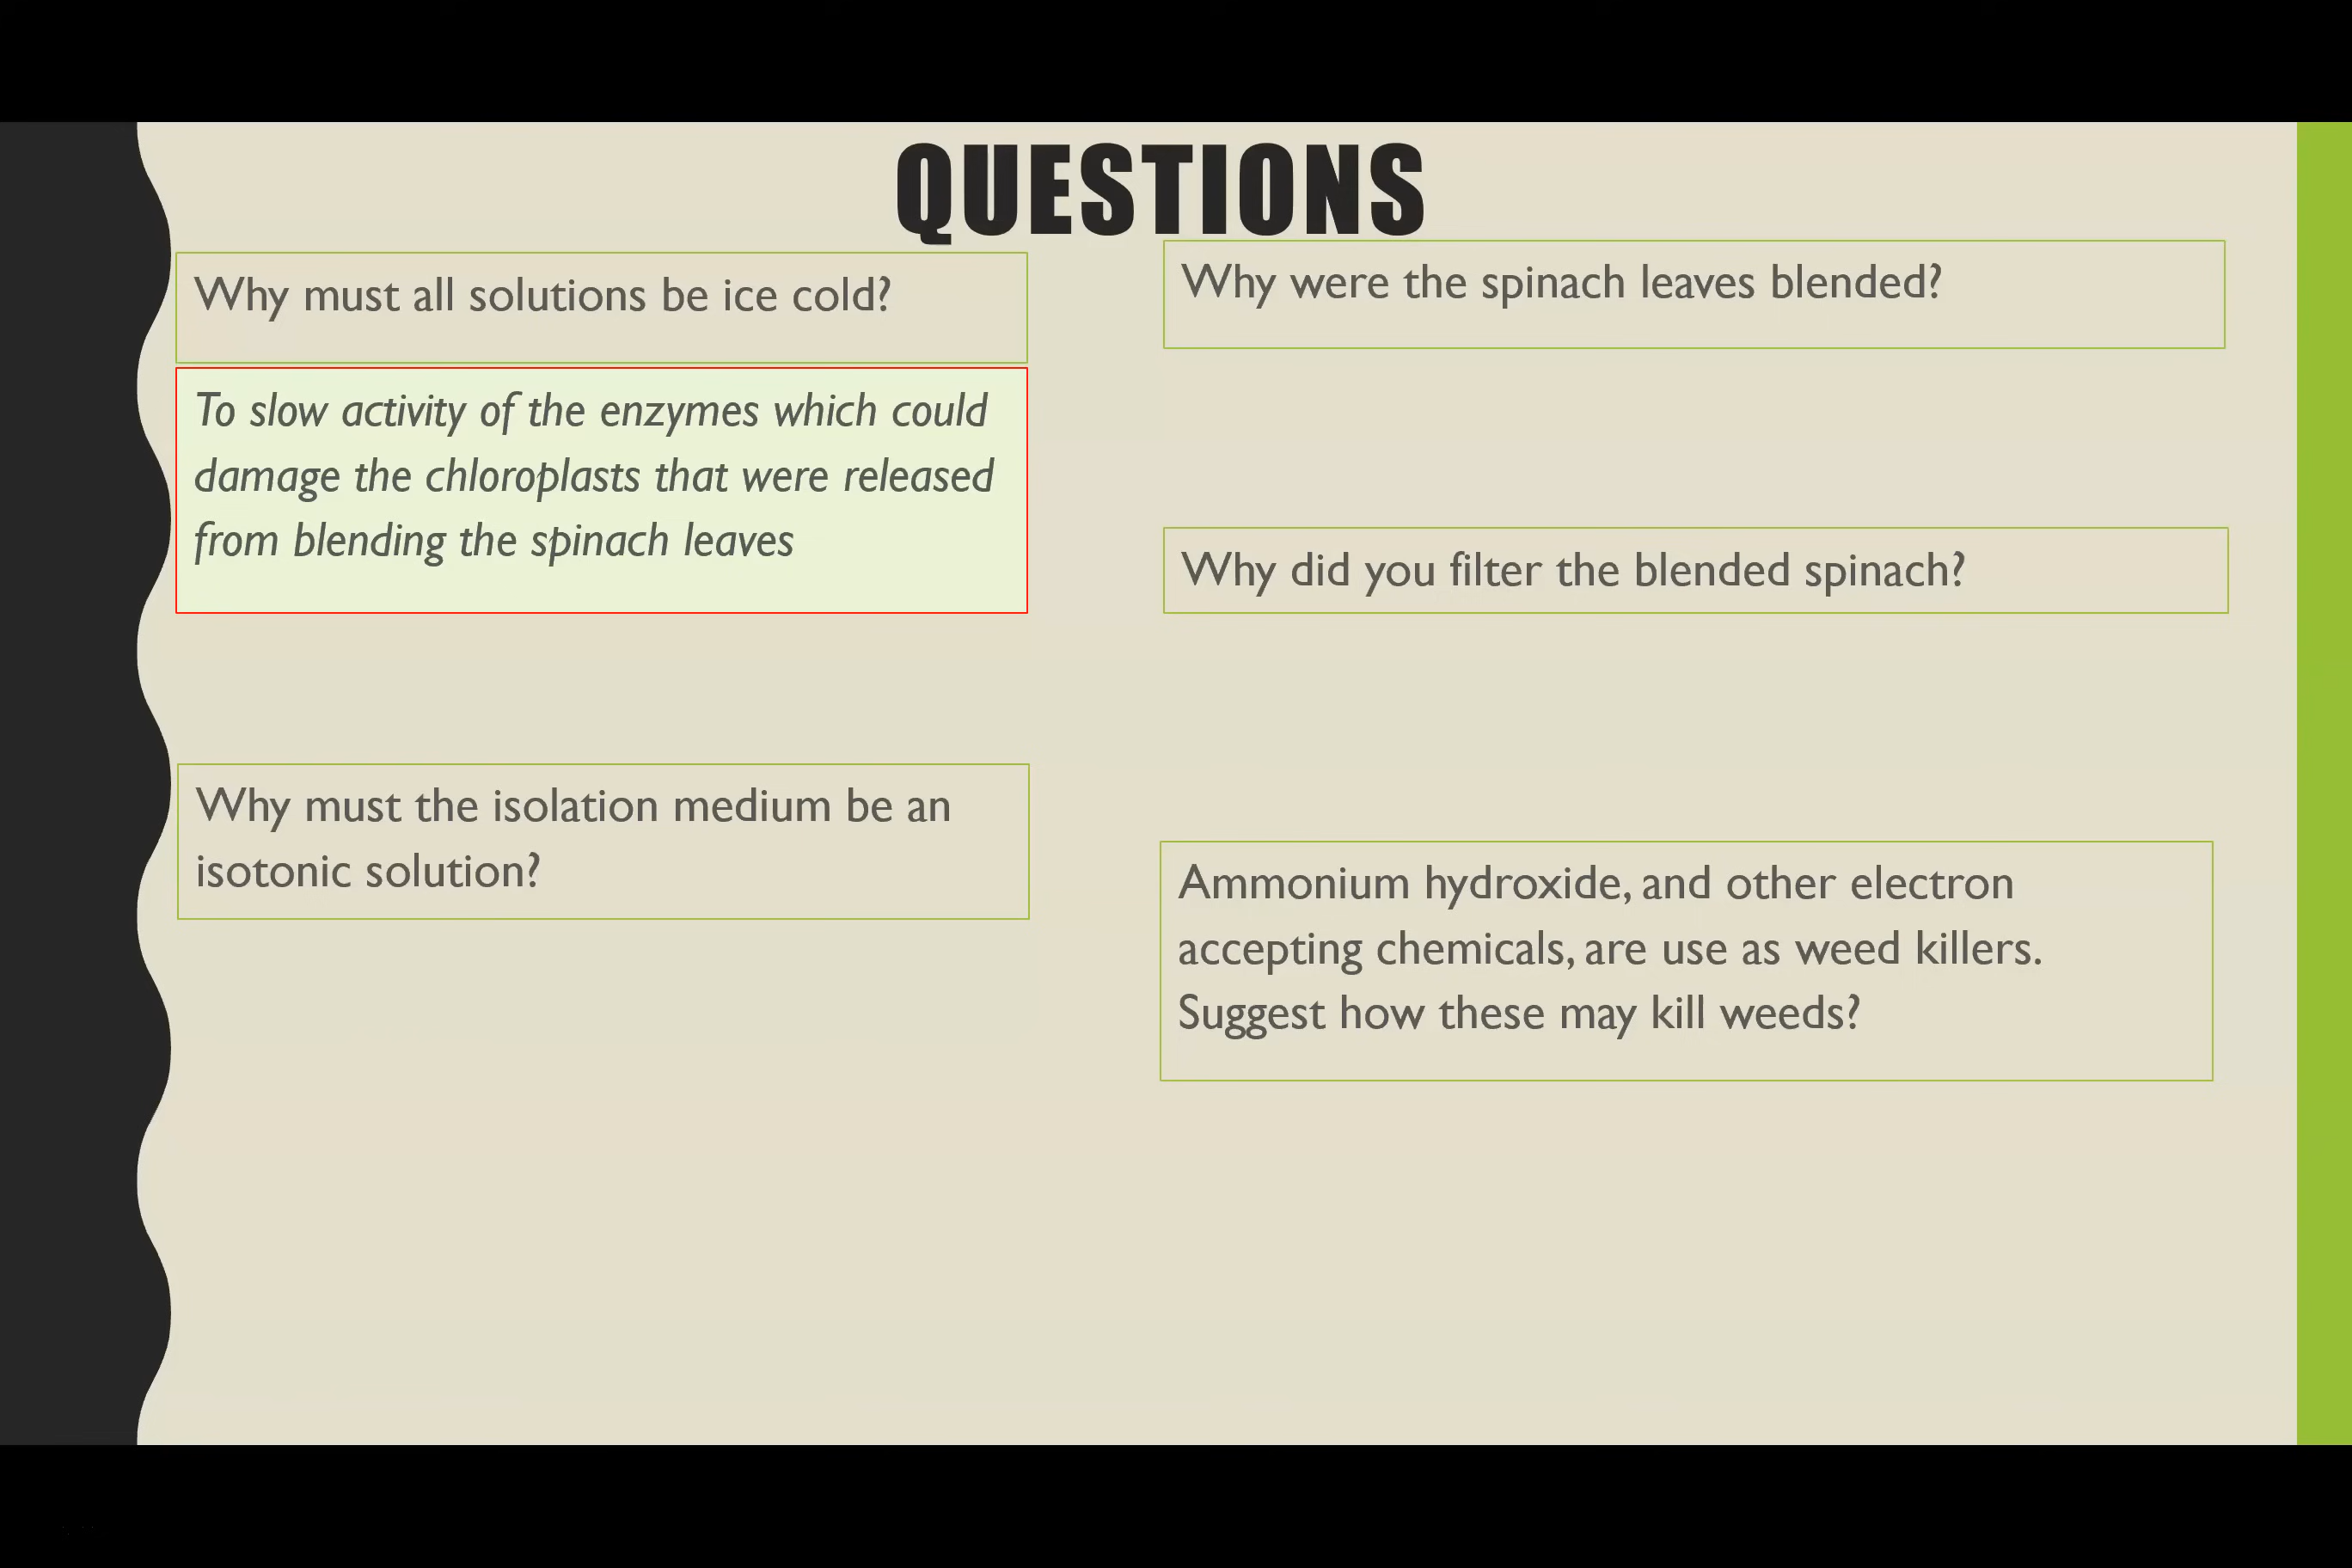 QUESTIONS
Why must all solutions be ice cold?
To slow activity of the enzymes which could
damage the chloroplasts that were released
from blending the spinach leaves
Why must the isolation medium be an
isotonic solution?
Why were the spinach leaves blended?
Why did you filter the blended spinach?
Ammonium hydroxide, and other electron
accepting chemicals, are use as weed killers.
Suggest how these may kill weeds?